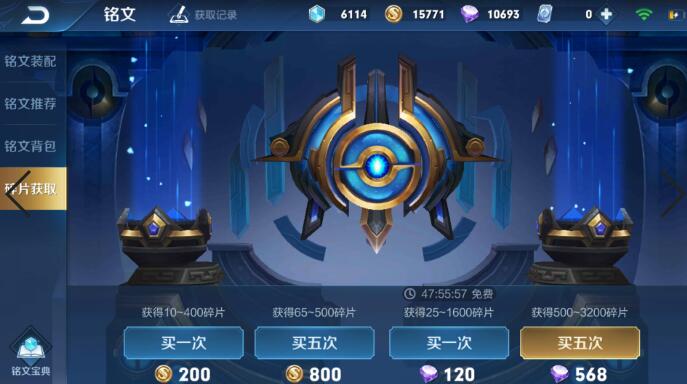 铭文
获取记录
6114
15771
10693
0
铭文装配
铭文推荐
铭文背包
碎片获取
铭文宝典
47:55:57 免费
获得10~400碎片
获得65~500碎片
获得25~1600碎片
获得500~3200碎片
买一次
买五次
买一次
买五次
200
800
120
568